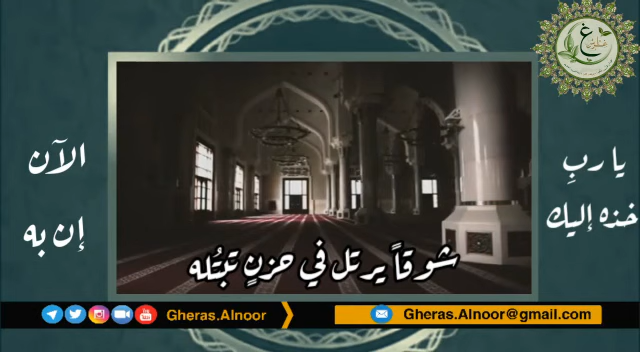 يا ربِ
خذه إليك
الآن
إن به
شوقاً يرتل في حزنٍ تبتُله
Gheras.Alnoor
Gheras.Alnoor@gmail.com